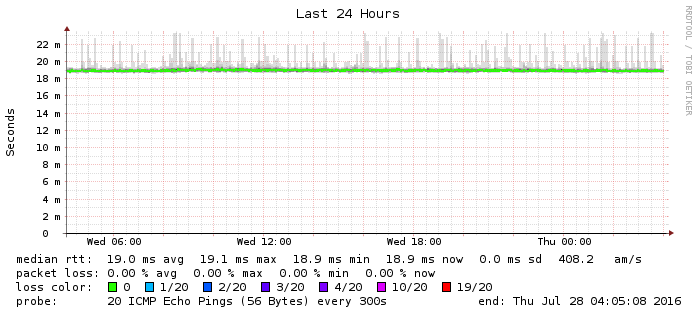 Last 24 Hours
RRDTOOL / TOBI OETIKER
Seconds
22 m
20 m
18 m
16 m
14 m
12 m
10 m
8 m
6 m
4 m
2 m
0
Wed 06:00 Wed 12:00 Wed 18:00 Thu 00:00
median rtt: 19.0 ms avg 19.1 ms max 18.9 ms min 18.9 ms now 0.0 ms sd 408.2 am/s
packet loss: 0.00 % avg 0.00 % max 0.00 % min 0.00 % now
loss color: 0 1/20 2/20 3/20 4/20 10/20 19/20
probe: 20 ICMP Echo Pings (56 Bytes) every 300s end: Thu Jul 28 04:05:08 2016